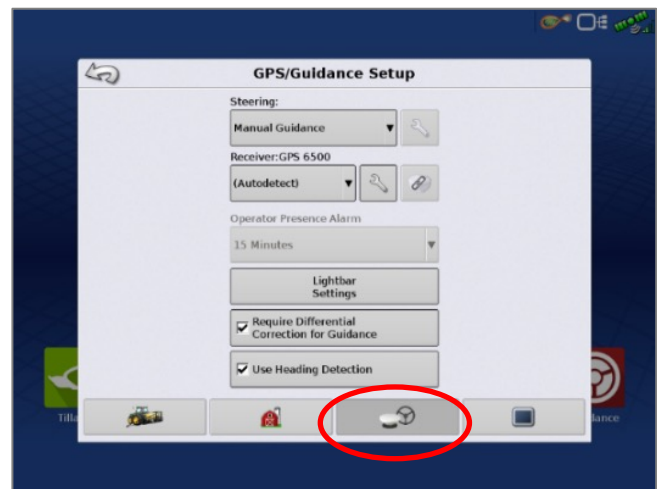 GPS/Guidance Setup
Steering:
Manual Guidance
Receiver:GPS 6500
(Autodetect)
Operator Presence Alarm
15 Minutes
Lightbar
Settings
Require Differential
Correction for Guidance
Use Heading Detection
Tilla
dance